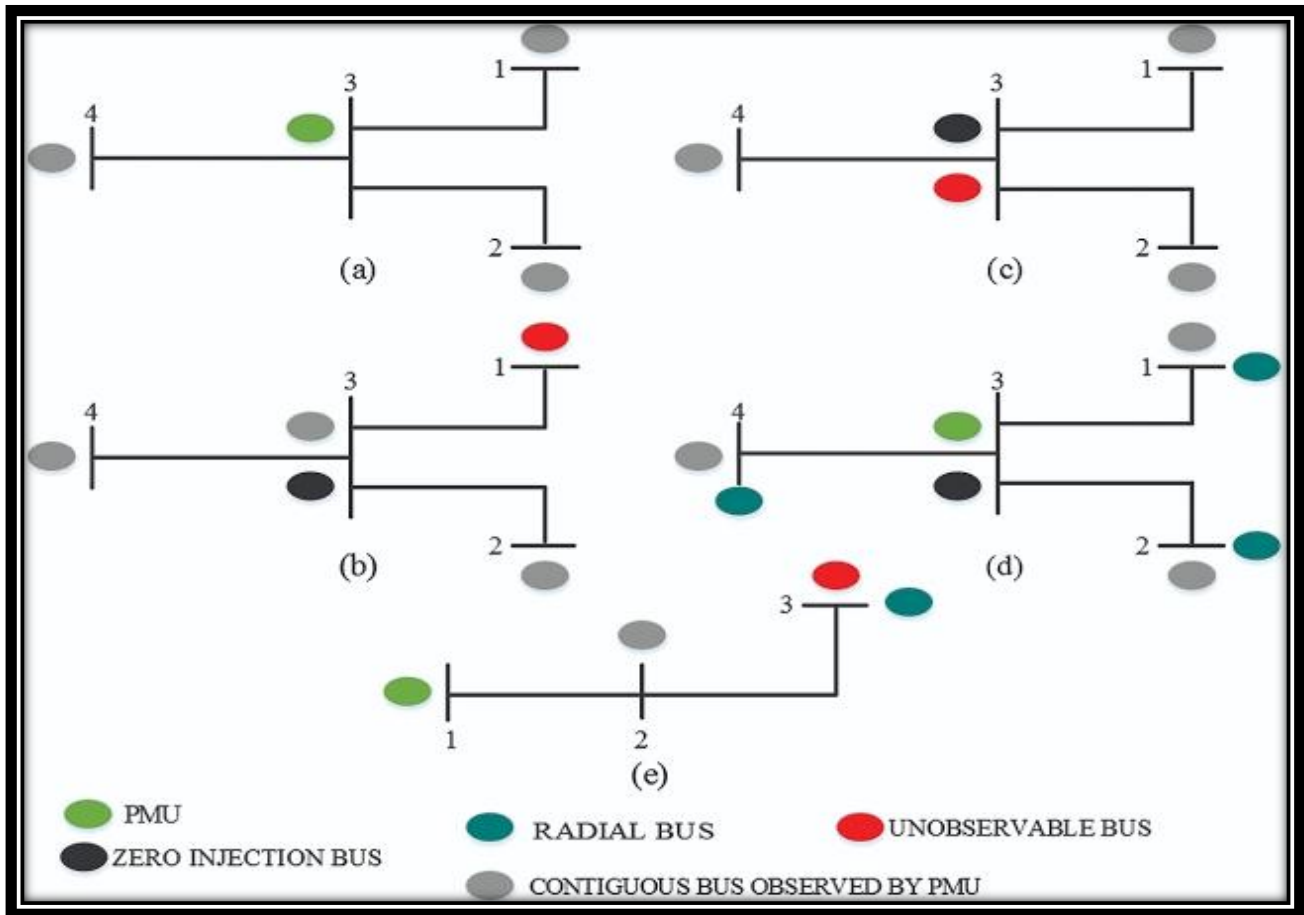 1
3
4
2
(a)
1
3
4
2
(c)
1
3
4
2
(b)
1
3
4
2
(d)
3
1
2
(e)
PMU
RADIAL BUS
UNOBSERVABLE BUS
ZERO INJECTION BUS
CONTIGUOUS BUS OBSERVED BY PMU